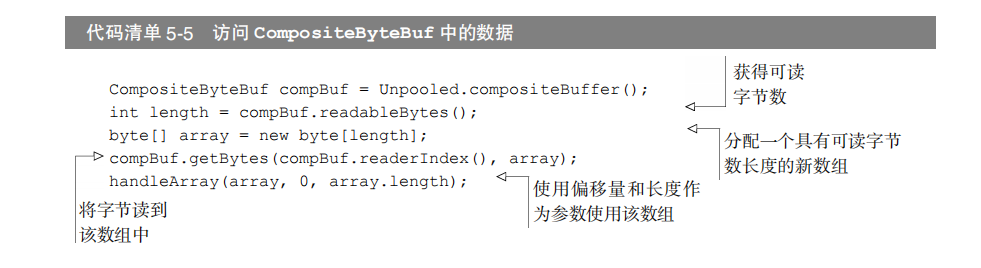 代码清单 5-5 访问 CompositeByteBuf 中的数据
获得可读
字节数
CompositeByteBuf compBuf = Unpooled.compositeBuffer();
int length = compBuf.readableBytes();
byte[] array = new byte[length];
分配一个具有可读字节
数长度的新数组
compBuf.getBytes(compBuf.readerIndex(), array);
handleArray(array, 0, array.length);
使用偏移量和长度作
为参数使用该数组
将字节读到
该数组中